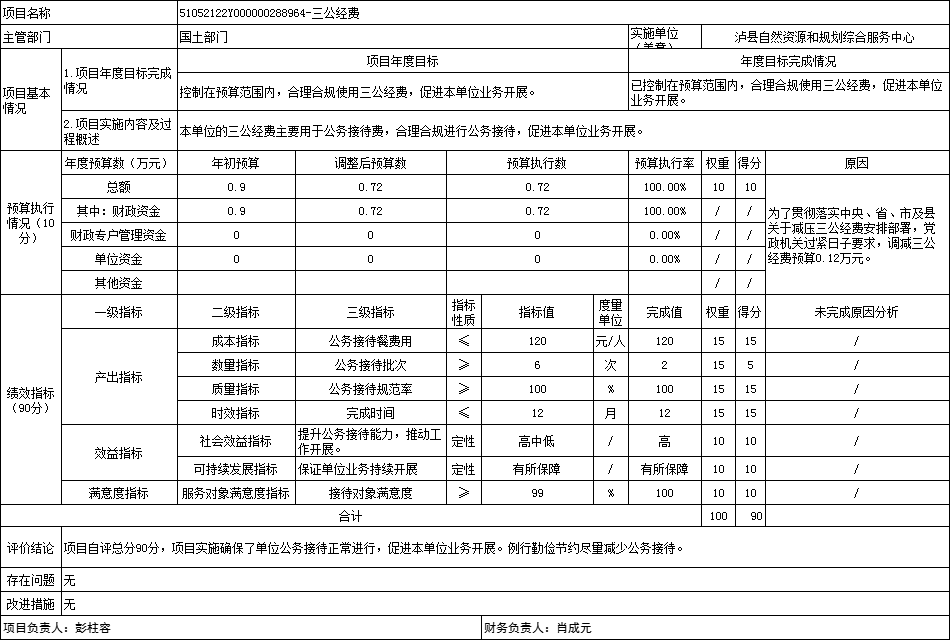 项目名称 51052122Y000000288964-三公经费
主管部门 国土部门 实施单位（盖章） 泸县自然资源和规划综合服务中心
项目基本情况 1.项目年度目标完成情况 项目年度目标 年度目标完成情况
控制在预算范围内，合理合规使用三公经费，促进本单位业务开展。 已控制在预算范围内，合理合规使用三公经费，促进本单位业务开展。
2.项目实施内容及过程概述 本单位的三公经费主要用于公务接待费，合理合规进行公务接待，促进本单位业务开展。
预算执行情况（10分） 年度预算数（万元） 年初预算 调整后预算数 预算执行数 预算执行率 权重 得分 原因
总额 0.9 0.72 0.72 100.00% 10 10 为了贯彻落实中央、省、市及县关于减压三公经费安排部署，党政机关过紧日子要求，调减三公经费预算0.12万元。
其中：财政资金 0.9 0.72 0.72 100.00% / /
财政专户管理资金 0 0 0 0.00% / /
单位资金 0 0 0 0.00% / /
其他资金 / /
绩效指标（90分） 一级指标 二级指标 三级指标 指标性质 指标值 度量单位 完成值 权重 得分 未完成原因分析
产出指标 成本指标 公务接待餐费用 ≤ 120 元/人 120 15 15 /
数量指标 公务接待批次 ≥ 6 次 2 15 5 /
质量指标 公务接待规范率 ≥ 100 % 100 15 15 /
时效指标 完成时间 ≤ 12 月 12 15 15 /
效益指标 社会效益指标 提升公务接待能力，推动工作开展。 定性 高中低 / 高 10 10 /
可持续发展指标 保证单位业务持续开展 定性 有所保障 / 有所保障 10 10 /
满意度指标 服务对象满意度指标 接待对象满意度 ≥ 99 % 100 10 10 /
合计 100 90
评价结论 项目自评总分90分，项目实施确保了单位公务接待正常进行，促进本单位业务开展。例行勤俭节约尽量减少公务接待。
存在问题 无
改进措施 无
项目负责人：彭柱容 财务负责人：肖成元